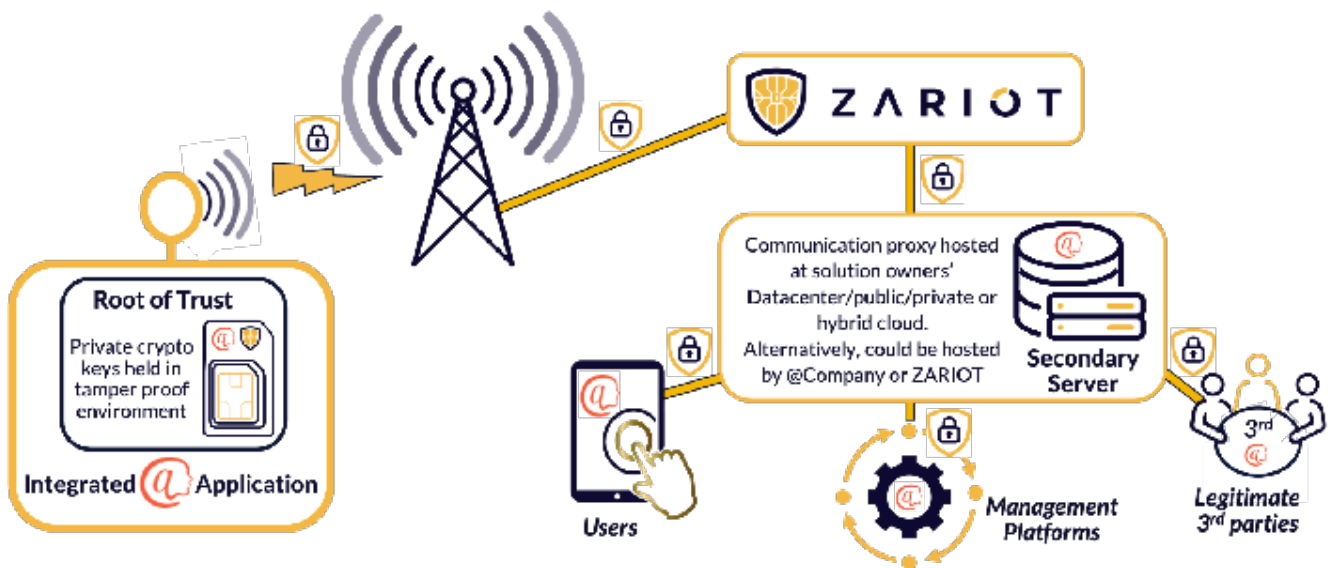 ZARIOT
Root of Trust
Private crypto
keys held in
tamper proof
environment
@
Integrated @ Application
Communication proxy hosted
at solution owners'
Datacenter/public/private or
hybrid cloud.
Alternatively, could be hosted
by @Company or ZARIOT
@
Secondary
Server
@
Users
@
Management
Platforms
3rd
@
Legitimate
3rd parties